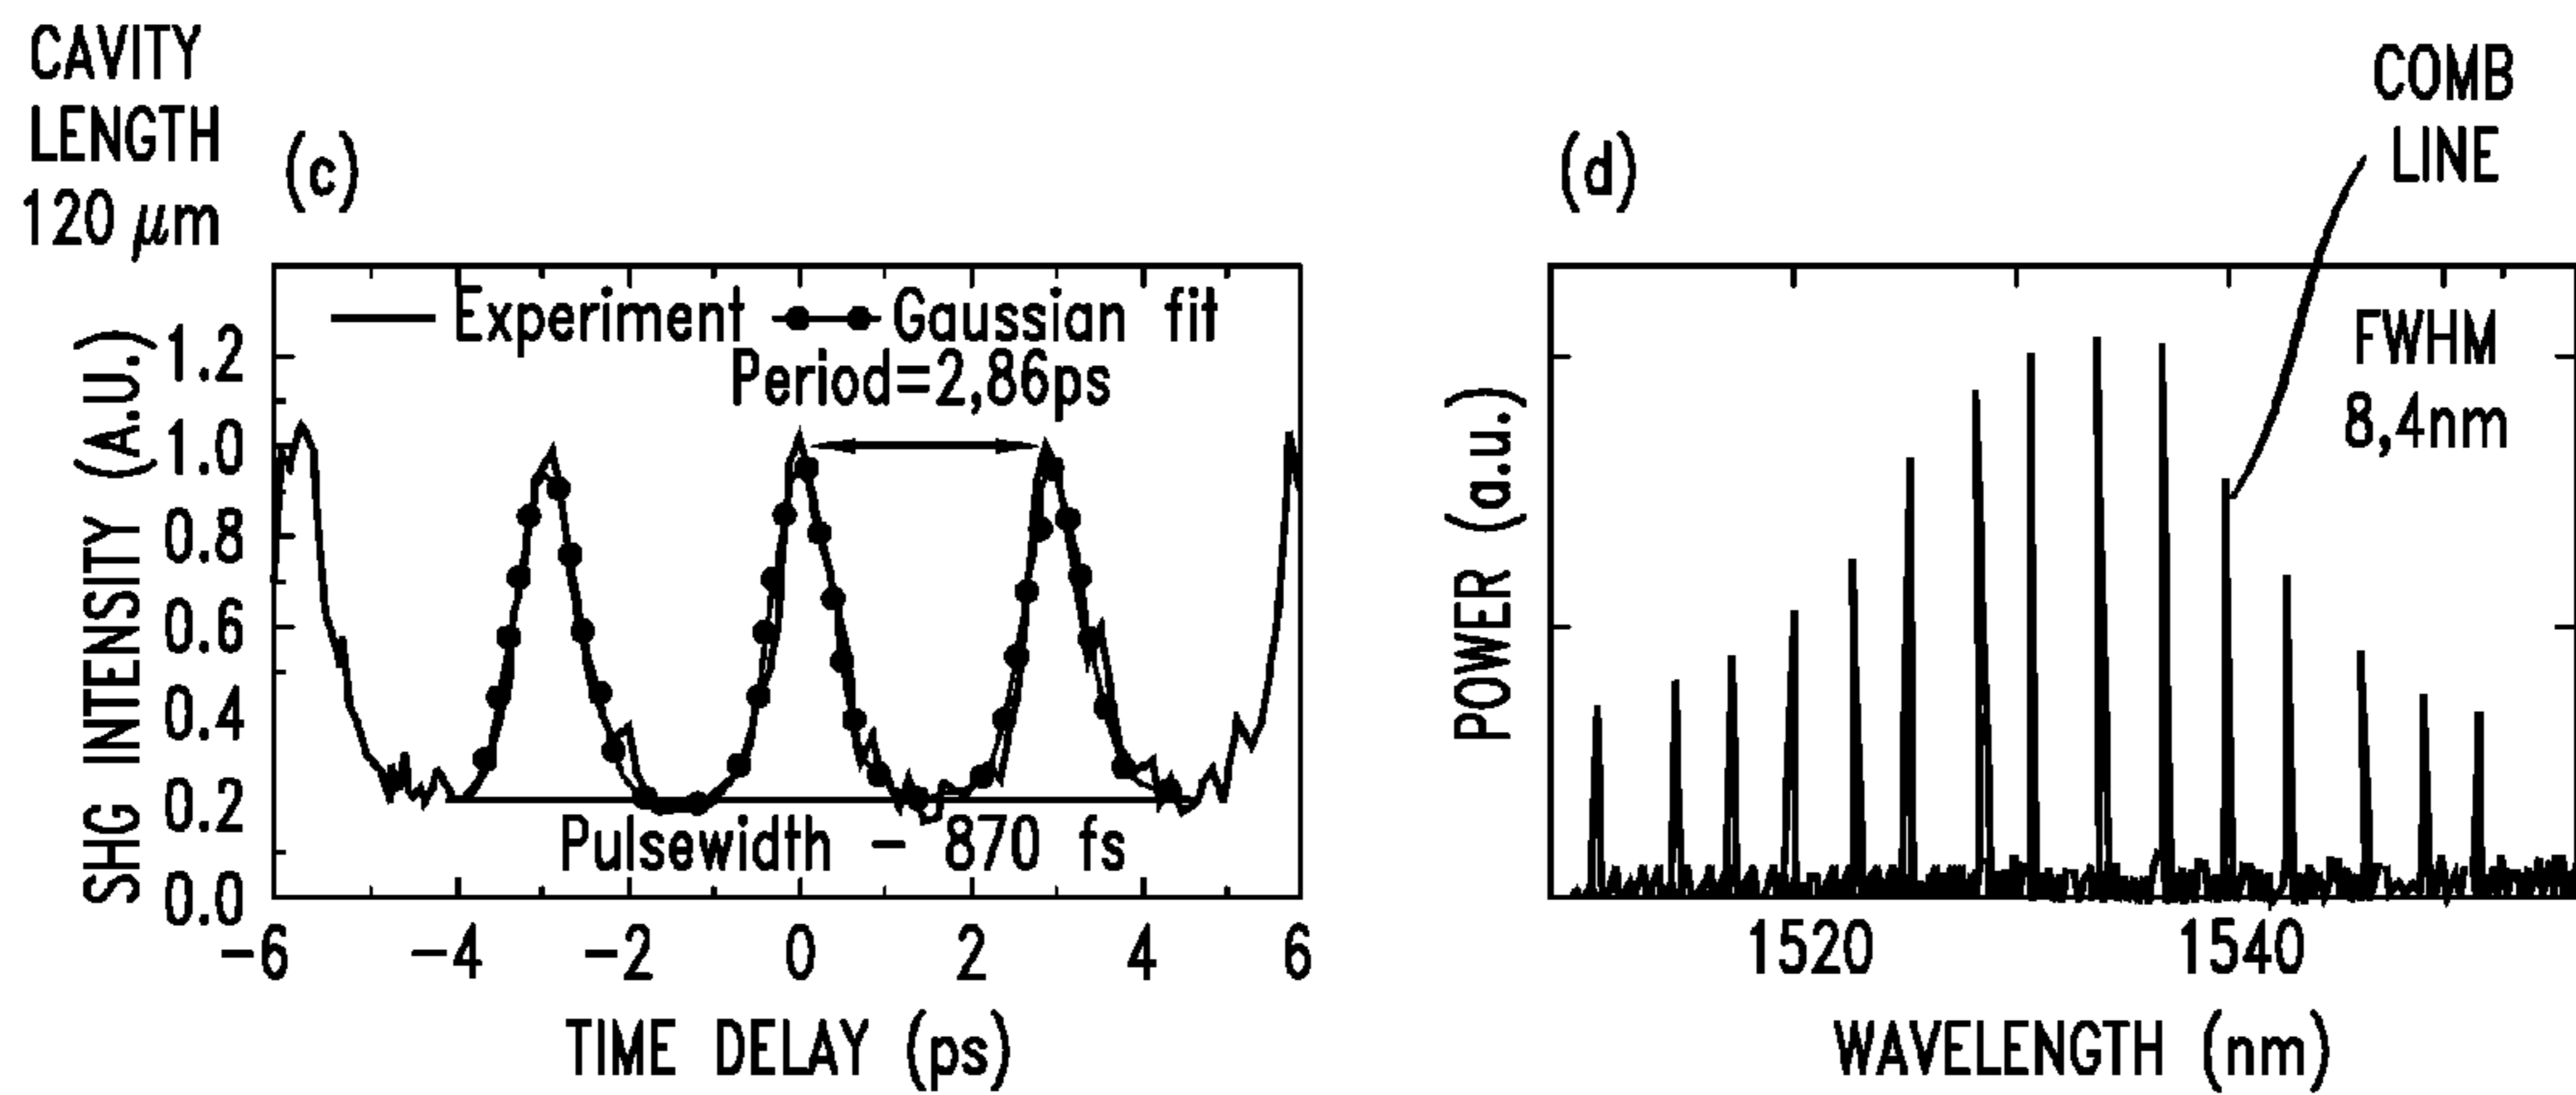 CAVITY
LENGTH
120 μm
(c)
Experiment Gaussian fit
Period=2,86ps
Pulsewidth - 870 fs
SHG INTENSITY (A.U.)
1.2
1.0
0.8
0.6
0.4
0.2
0.0
-6 -4 -2 0 2 4 6
TIME DELAY (ps)
(d)
COMB
LINE
FWHM
8,4nm
POWER (a.u.)
1520 1540
WAVELENGTH (nm)